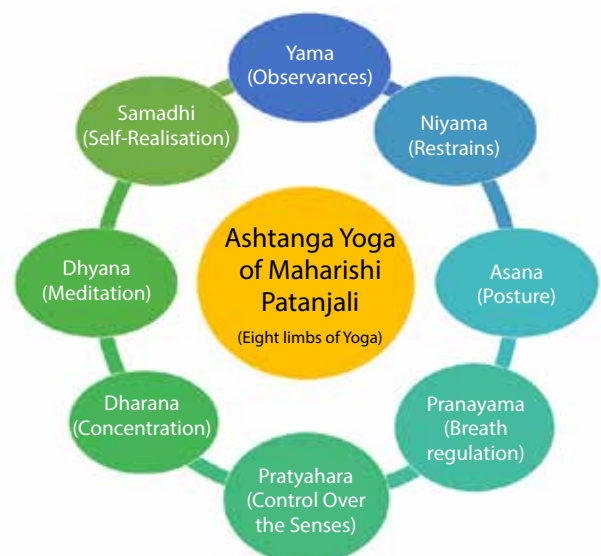 Yama
(Observances)
Niyama
(Restrains)
Asana
(Posture)
Pranayama
(Breath
regulation)
Pratyahara
(Control Over
the Senses)
Dharana
(Concentration)
Dhyana
(Meditation)
Samadhi
(Self-Realisation)
Ashtanga Yoga
of Maharishi
Patanjali
(Eight limbs of Yoga)